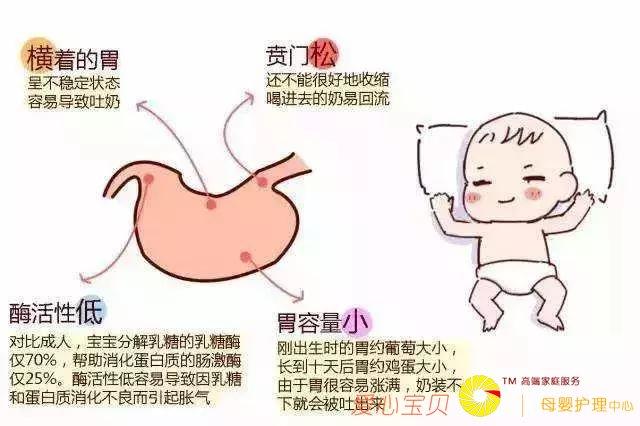 横着的胃
呈不稳定状态
容易导致吐奶
贲门松
还不能很好地收缩
喝进去的奶易回流
酶活性低
对比成人，宝宝分解乳糖的乳糖酶
仅70%，帮助消化蛋白质的肠激酶
仅25%。酶活性低容易导致因乳糖
和蛋白质消化不良而引起胀气
胃容量小
刚出生时的胃约葡萄大小，
长到十天后胃约鸡蛋大小，
由于胃很容易涨满，奶装不
下就会被吐出来
爱心宝贝
TM 高端家庭服务
母婴护理中心